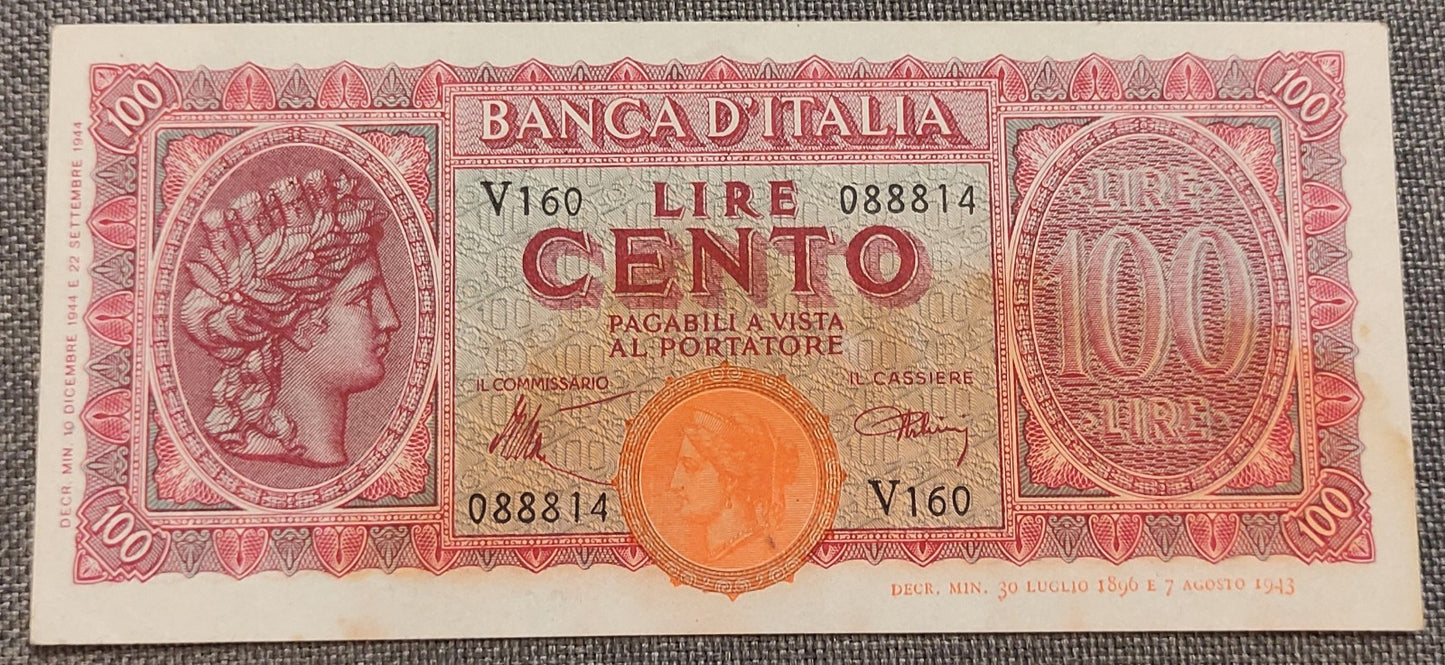 100
100
BANCA D'ITALIA
V160 LIRE 088814
CENTO
PAGABILI A VISTA
AL PORTATORE
IL COMMISSARIO
IL CASSIERE
088814
V160
LIRE
100
LIRE
100
100
DECR. MIN. 10 DICEMBRE 1944 E 22 SETTEMBRE 1944
DECR. MIN. 30 LUGLIO 1896 E 7 AGOSTO 1943